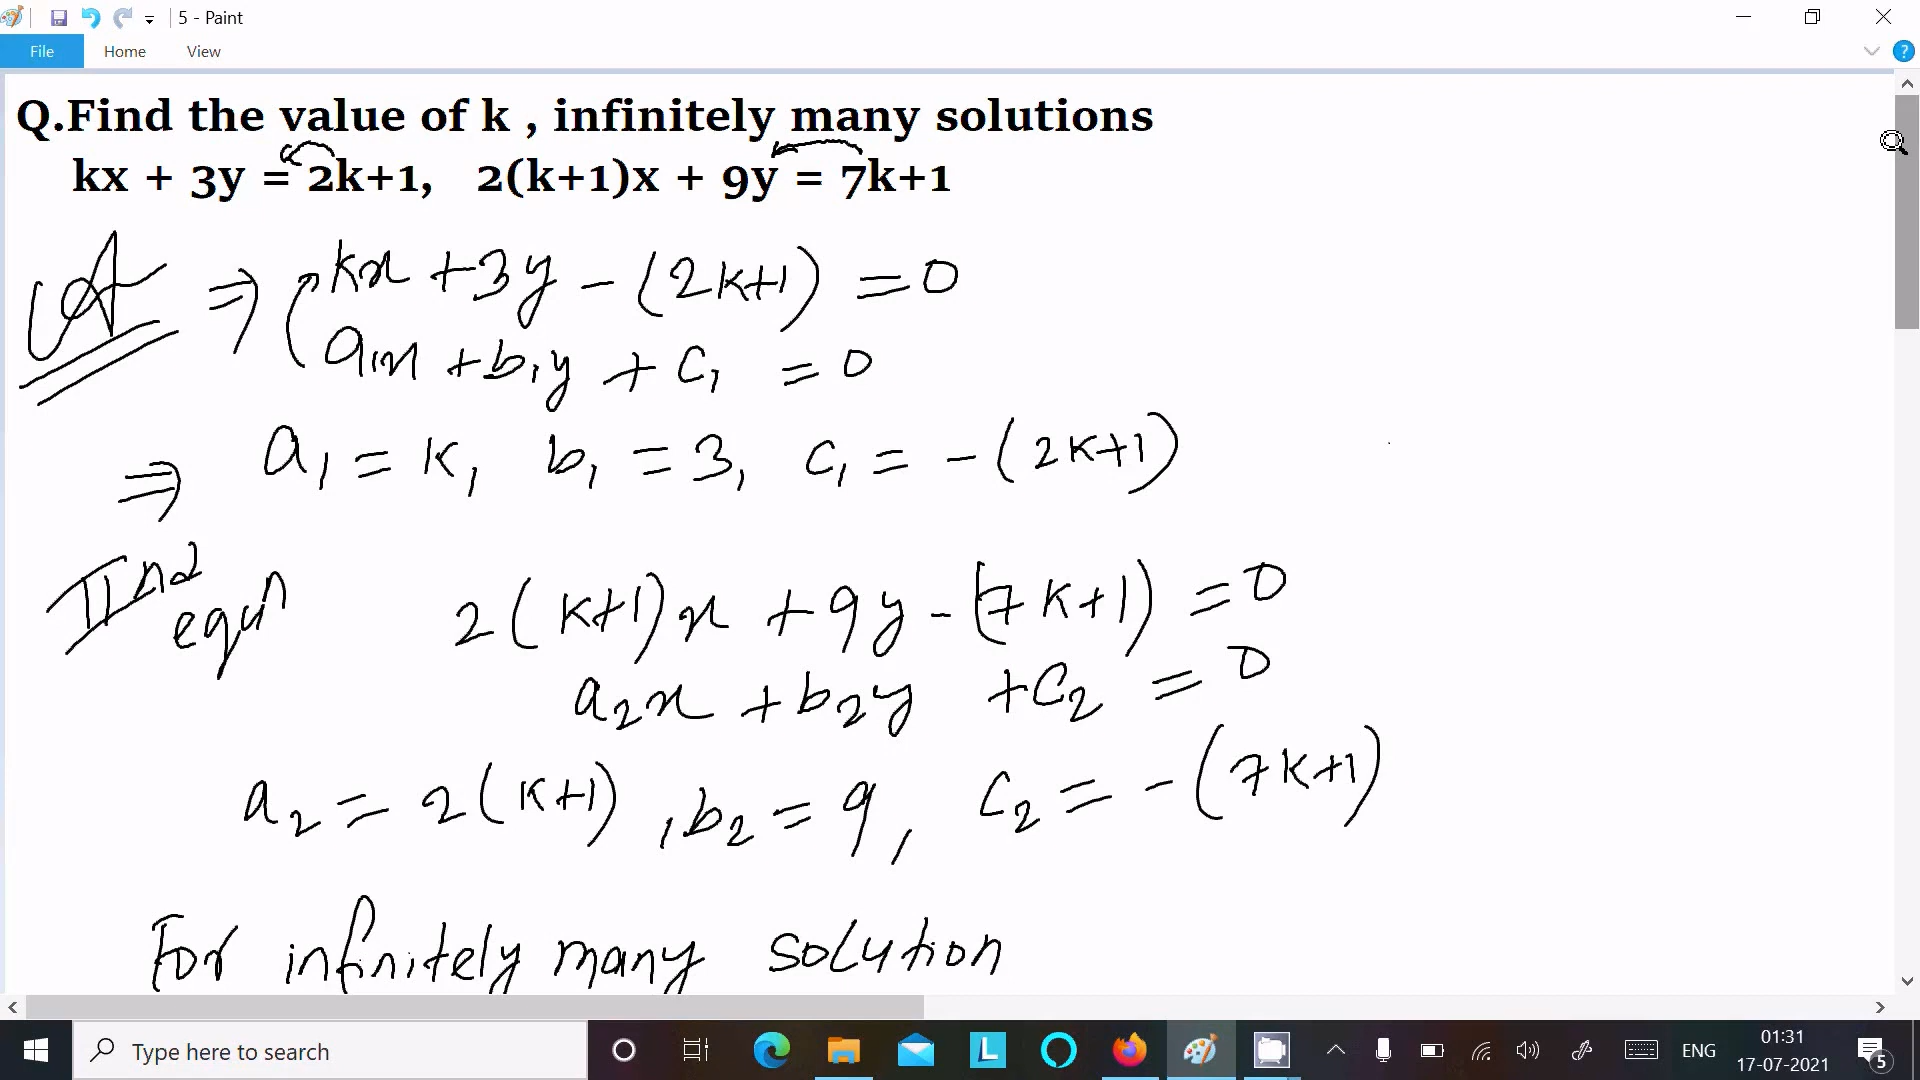 5 - Paint
File Home View
Q.Find the value of k , infinitely many solutions
kx + 3y = 2k+1, 2(k+1)x + 9y = 7k+1
A ⇒ kx + 3y - (2k+1) = 0
a₁x + b₁y + c₁ = 0
⇒ a₁ = k, b₁ = 3, c₁ = -(2k+1)
IInd
equn 2(k+1)x + 9y - (7k+1) = 0
a₂x + b₂y + c₂ = 0
a₂ = 2(k+1), b₂ = 9, c₂ = -(7k+1)
For infinitely many solution
Type here to search
L
ENG
01:31
17-07-2021
5